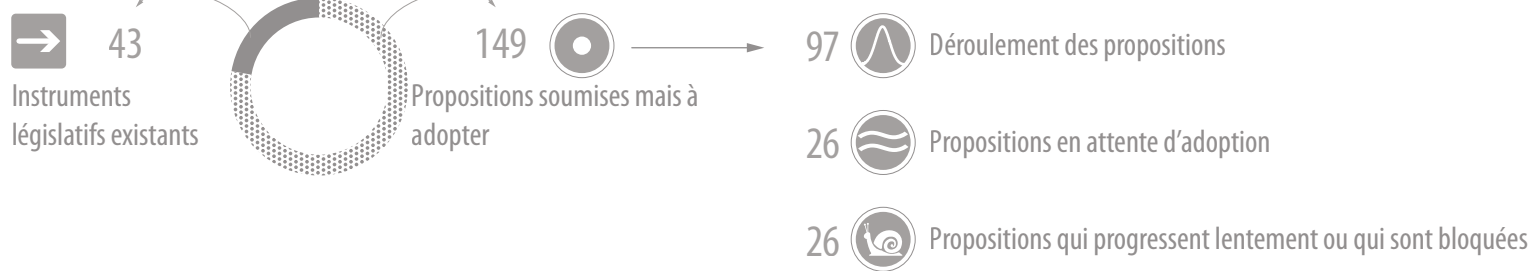 43
Instruments
législatifs existants
149
Propositions soumises mais à
adopter
97 Déroulement des propositions
26 Propositions en attente d'adoption
26 Propositions qui progressent lentement ou qui sont bloquées